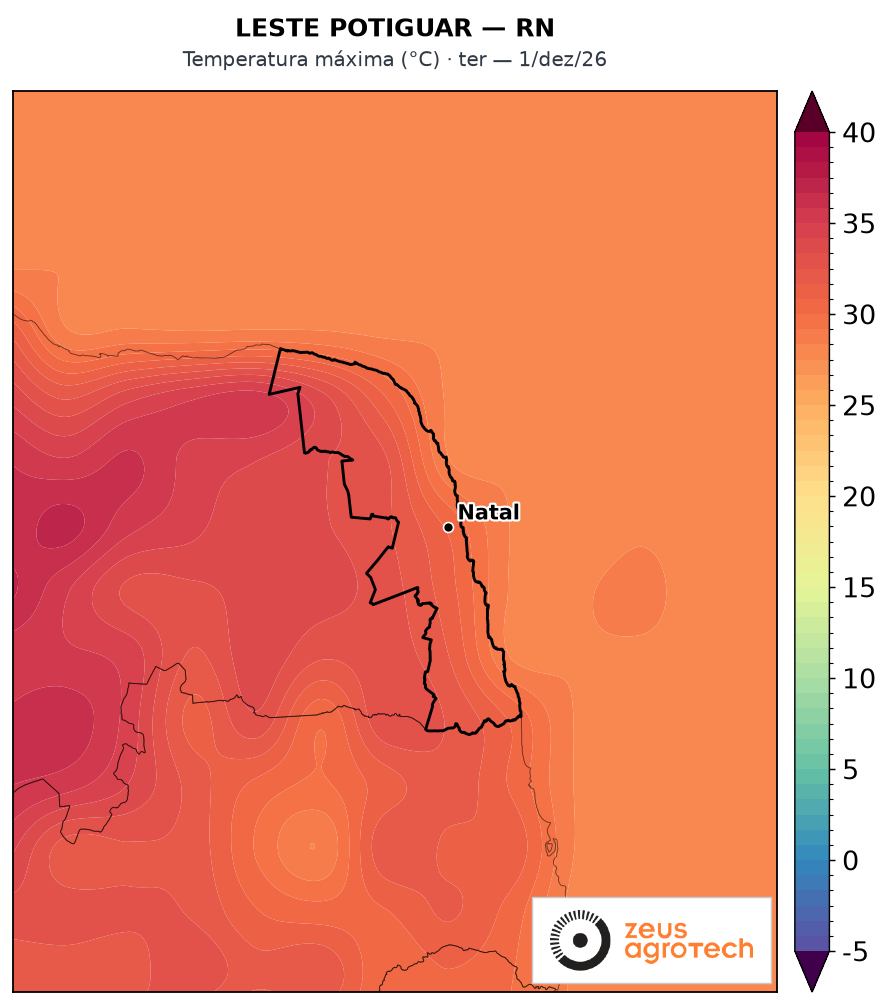 LESTE POTIGUAR — RN
Temperatura máxima (°C) · ter — 1/dez/26
40
35
30
25
20
15
10
5
0
-5
Natal
zeus
agrotech